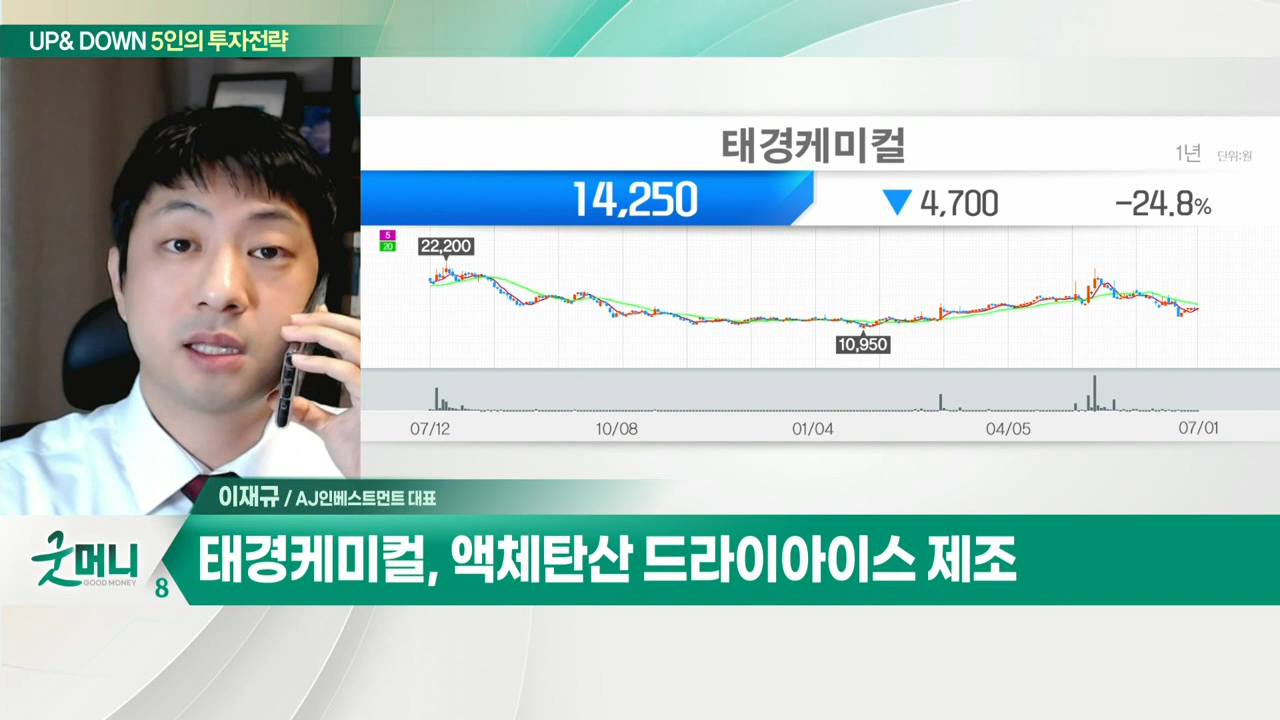 UP& DOWN 5인의 투자전략
태경케미컬
1년 단위:원
14,250 ▼ 4,700 -24.8%
5
20
22,200
10,950
07/12 10/08 01/04 04/05 07/01
이재규 / AJ인베스트먼트 대표
굿머니
GOOD MONEY
8
태경케미컬, 액체탄산 드라이아이스 제조